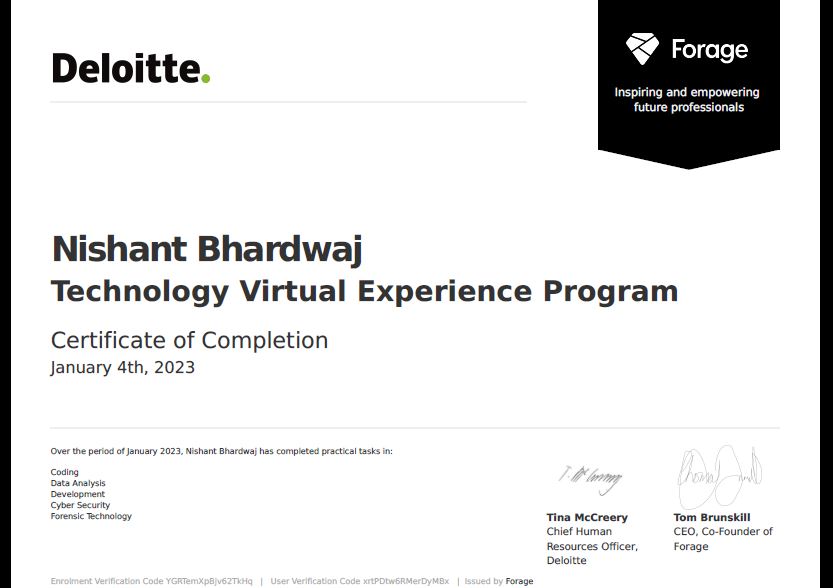 Deloitte.
Forage
Inspiring and empowering
future professionals
Nishant Bhardwaj
Technology Virtual Experience Program
Certificate of Completion
January 4th, 2023
Over the period of January 2023, Nishant Bhardwaj has completed practical tasks in:
Coding
Data Analysis
Development
Cyber Security
Forensic Technology
Tina McCreery
Chief Human
Resources Officer,
Deloitte
Tom Brunskill
CEO, Co-Founder of
Forage
Enrolment Verification Code YGRTemXpBjv62TkHq | User Verification Code xrtPDtw6RMerDyMBx | Issued by Forage